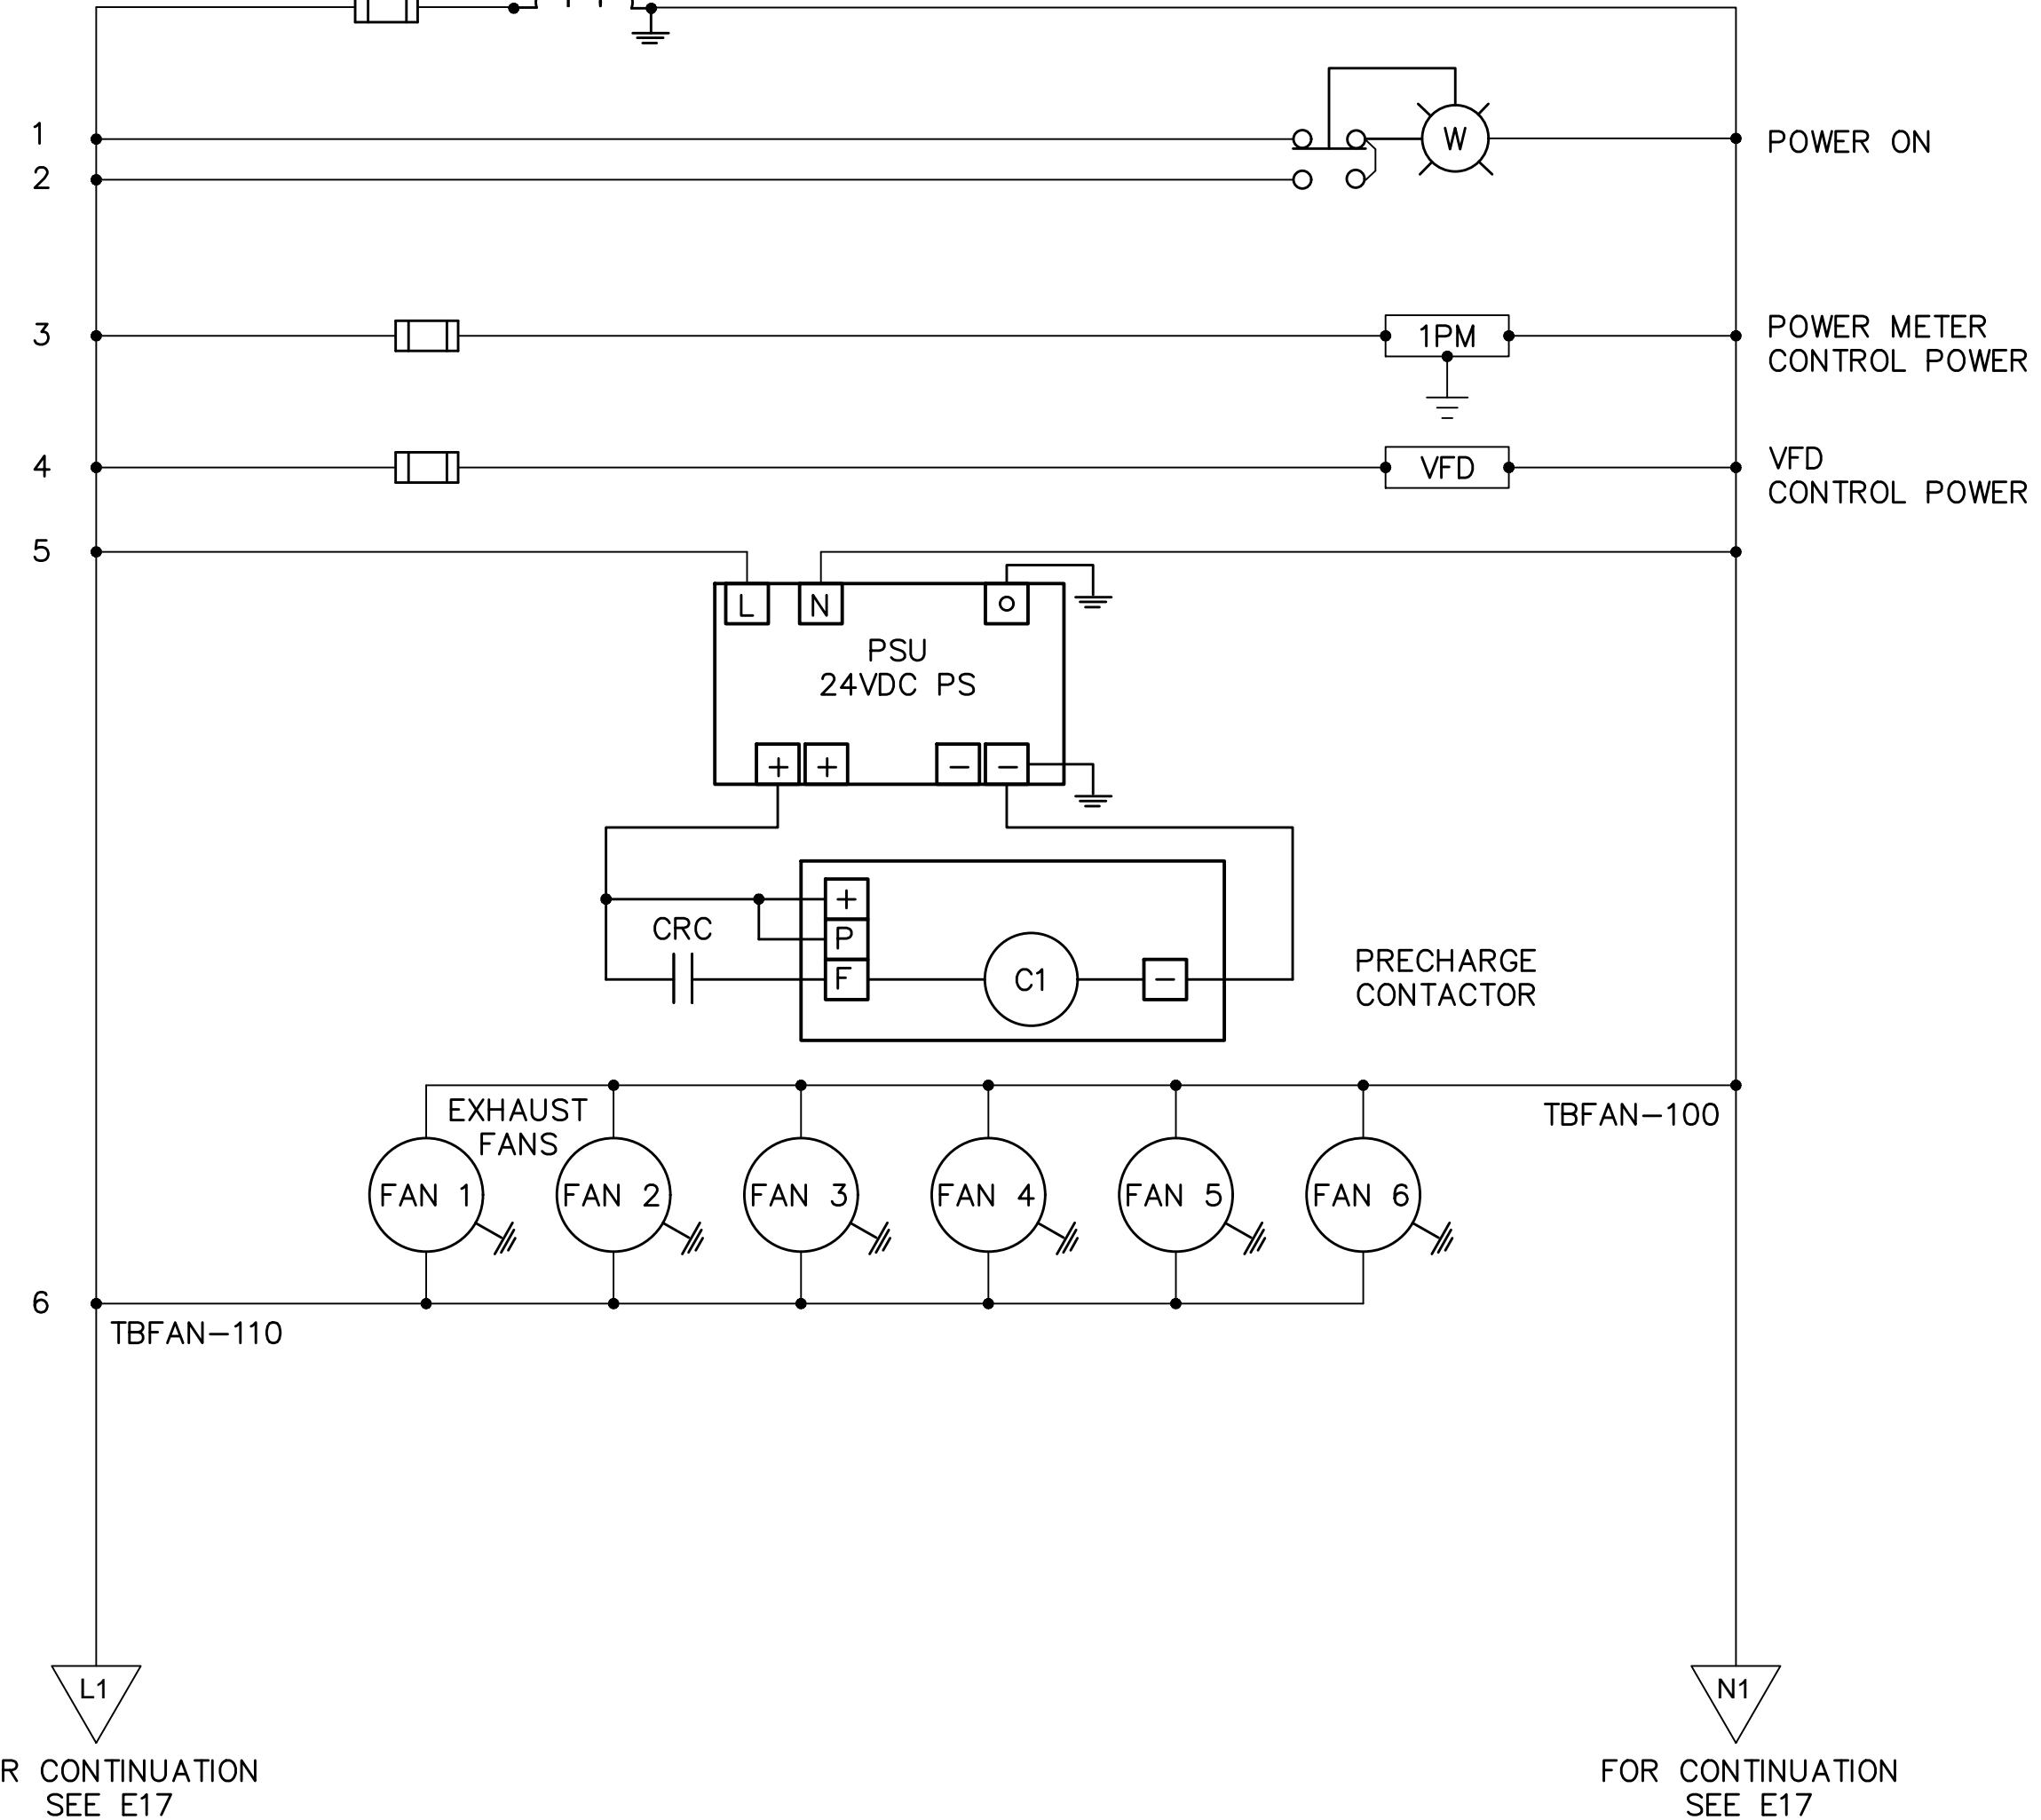 1
W
POWER ON
2
3
1PM
POWER METER
CONTROL POWER
4
VFD
VFD
CONTROL POWER
5
L
N
PSU
24VDC PS
+
+
−
−
+
CRC
P
F
C1
−
PRECHARGE
CONTACTOR
EXHAUST
FANS
TBFAN-100
FAN 1
FAN 2
FAN 3
FAN 4
FAN 5
FAN 6
6
TBFAN-110
L1
N1
R CONTINUATION
SEE E17
FOR CONTINUATION
SEE E17